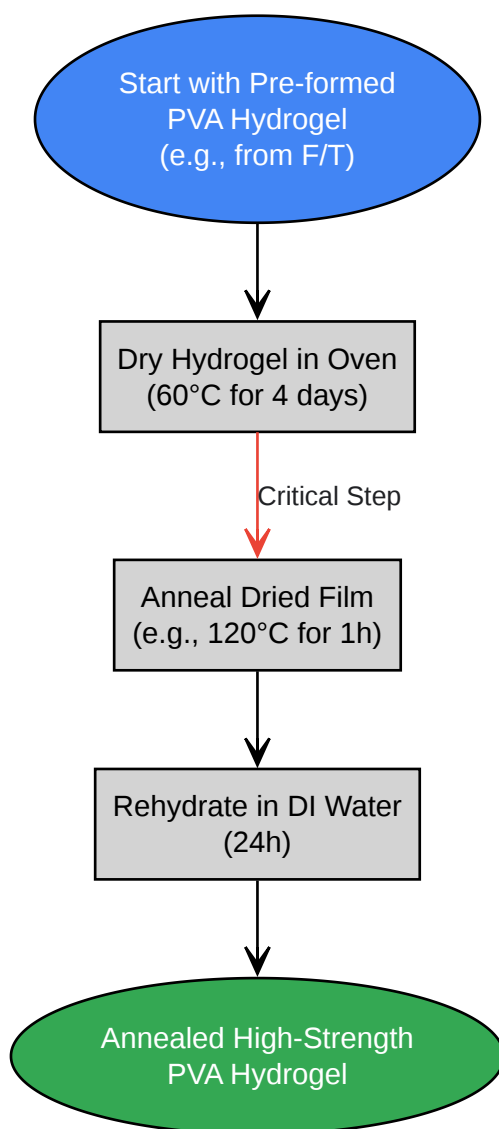 Start with Pre-formed
PVA Hydrogel
(e.g., from F/T)
Dry Hydrogel in Oven
(60°C for 4 days)
Critical Step
Anneal Dried Film
(e.g., 120°C for 1h)
Rehydrate in DI Water
(24h)
Annealed High-Strength
PVA Hydrogel